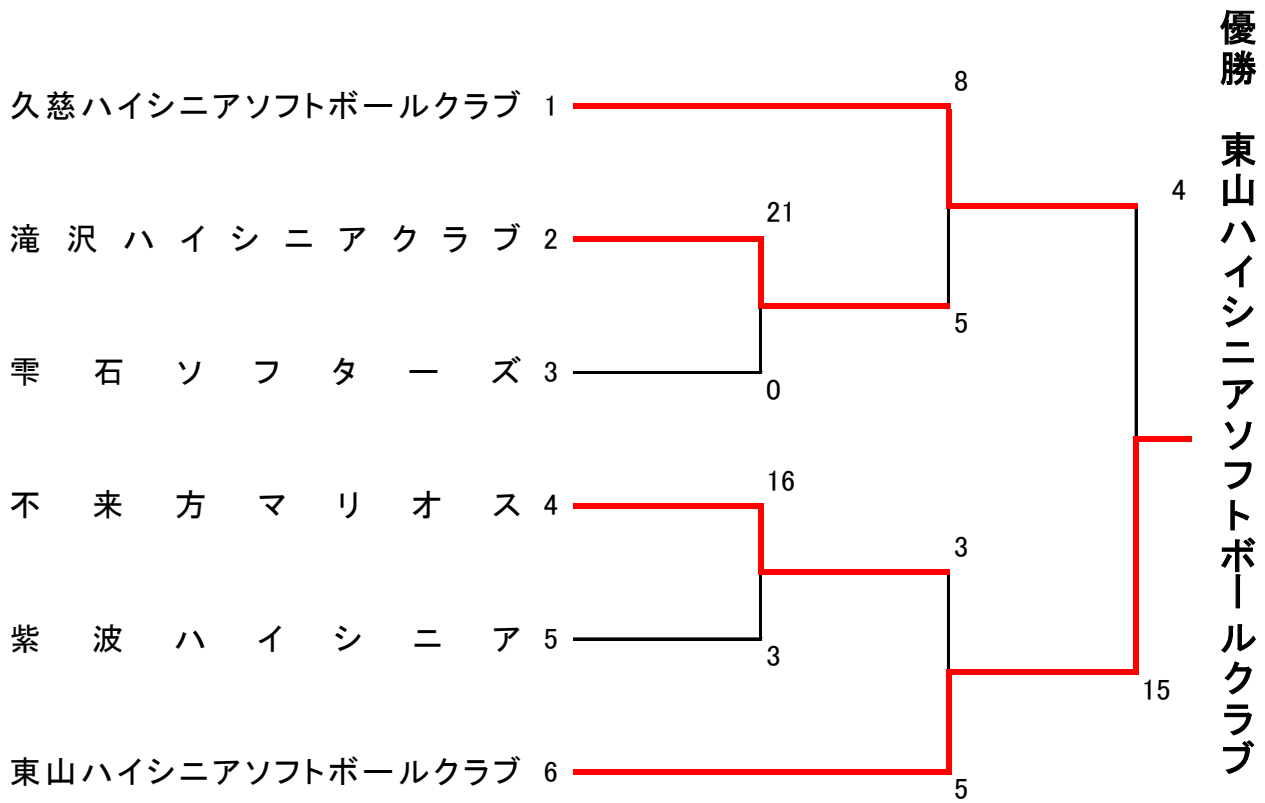 久慈ハイシニアソフトボールクラブ 1
8
滝沢ハイシニアクラブ 2
21
4
雫石ソフターズ 3
0
5
不来方マリオス 4
16
3
紫波ハイシニア 5
3
15
東山ハイシニアソフトボールクラブ 6
5
優勝 東山ハイシニアソフトボールクラブ